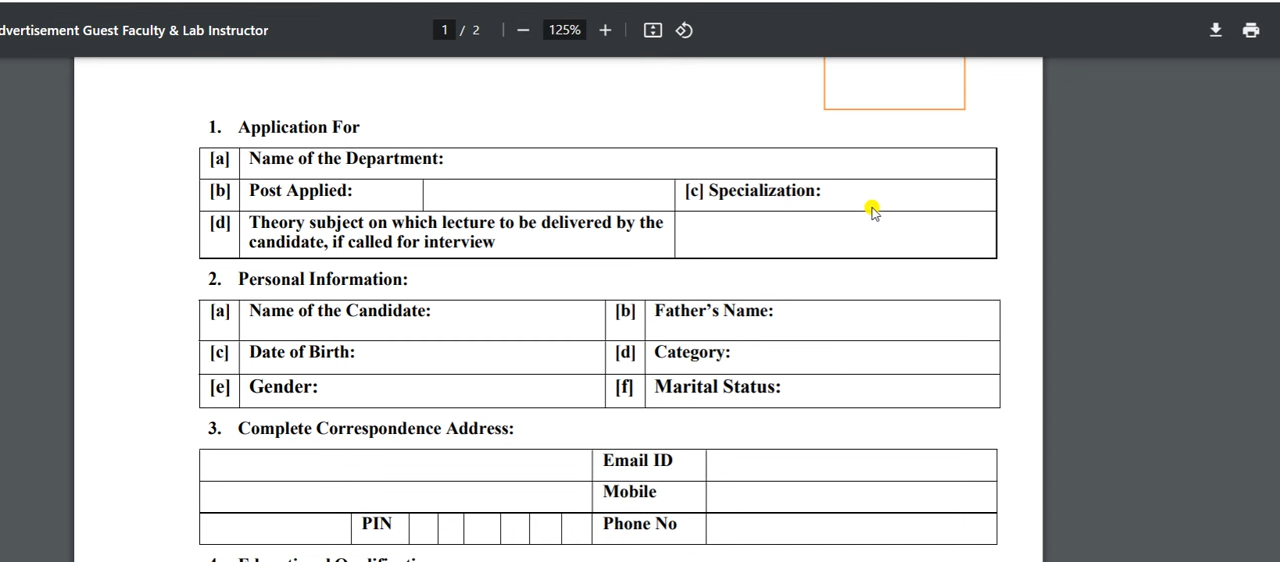 dvertisement Guest Faculty & Lab Instructor 1 / 2 125%
1. Application For
[a] Name of the Department:
[b] Post Applied: [c] Specialization:
[d] Theory subject on which lecture to be delivered by the
candidate, if called for interview
2. Personal Information:
[a] Name of the Candidate: [b] Father's Name:
[c] Date of Birth: [d] Category:
[e] Gender: [f] Marital Status:
3. Complete Correspondence Address:
Email ID
Mobile
PIN Phone No